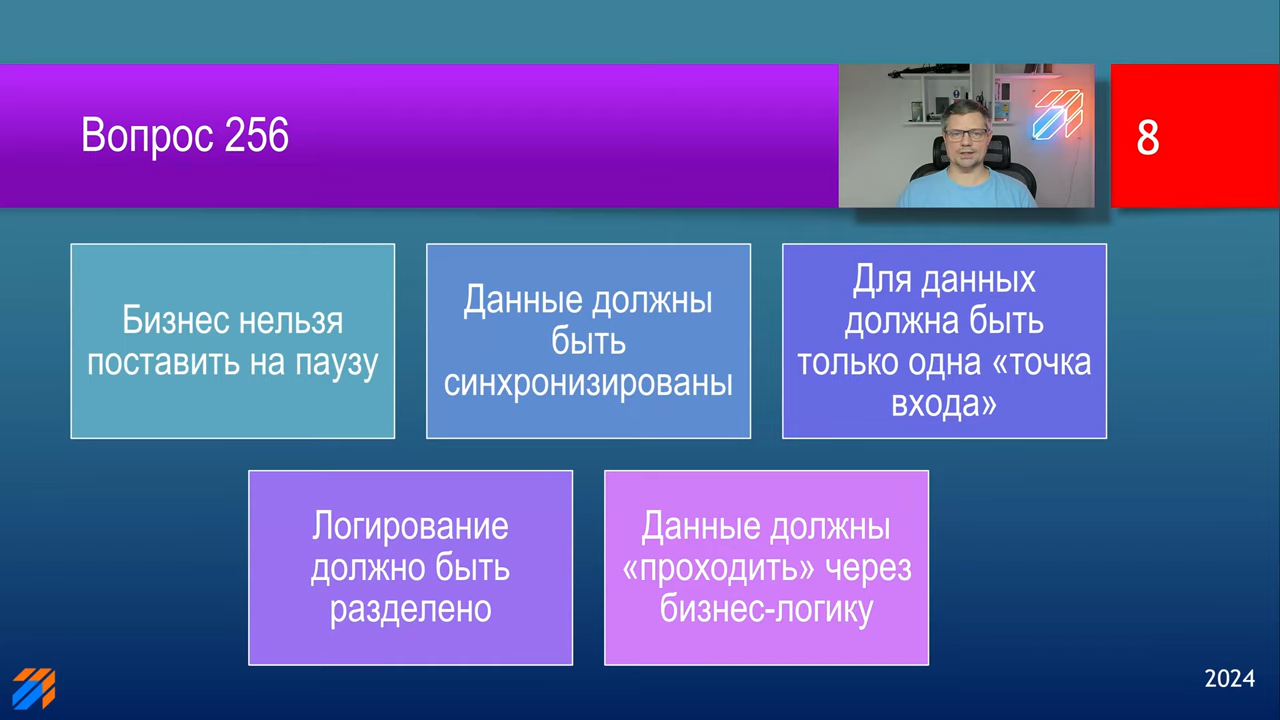 Вопрос 256
8
Бизнес нельзя
поставить на паузу
Данные должны
быть
синхронизированы
Для данных
должна быть
только одна «точка
входа»
Логирование
должно быть
разделено
Данные должны
«проходить» через
бизнес-логику
2024